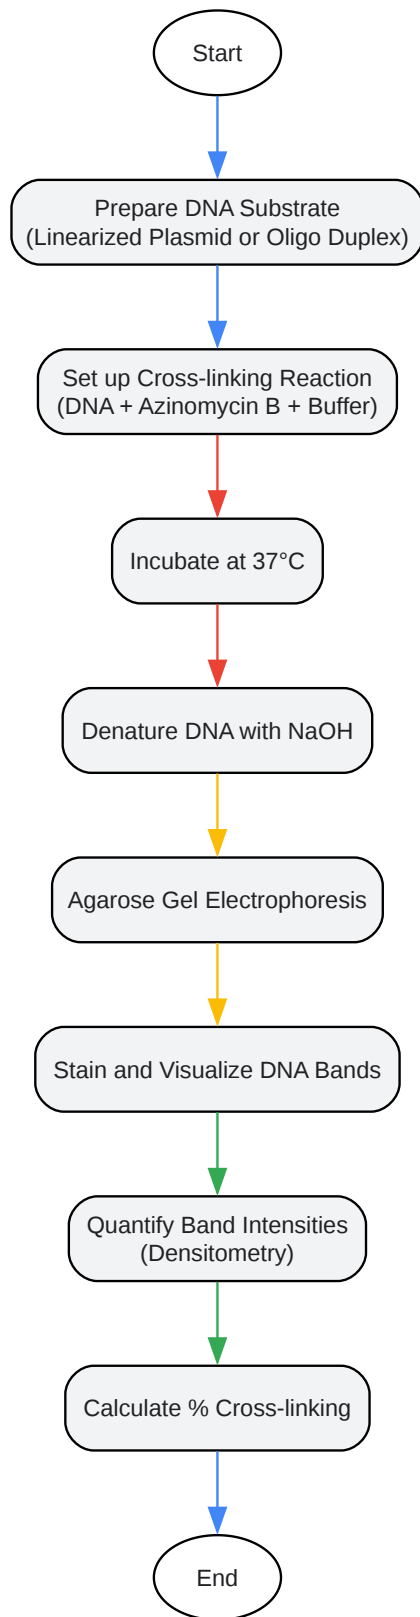 Start
Prepare DNA Substrate
(Linearized Plasmid or Oligo Duplex)
Set up Cross-linking Reaction
(DNA + Azinomycin B + Buffer)
Incubate at 37°C
Denature DNA with NaOH
Agarose Gel Electrophoresis
Stain and Visualize DNA Bands
Quantify Band Intensities
(Densitometry)
Calculate % Cross-linking
End